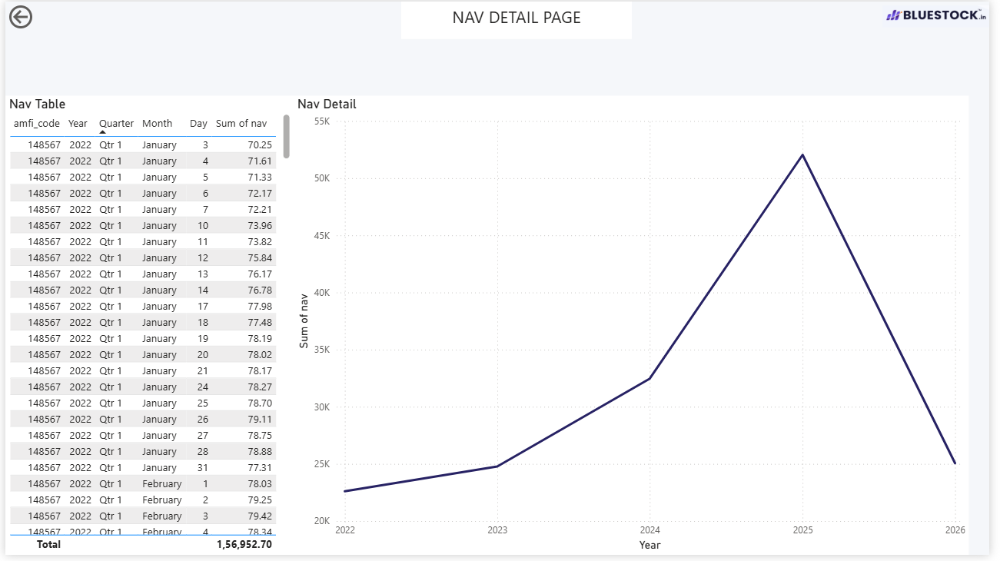 NAV DETAIL PAGE
BLUESTOCK.in
Nav Table
amfi_code Year Quarter Month Day Sum of nav
148567 2022 Qtr 1 January 3 70.25
148567 2022 Qtr 1 January 4 71.61
148567 2022 Qtr 1 January 5 71.33
148567 2022 Qtr 1 January 6 72.17
148567 2022 Qtr 1 January 7 72.21
148567 2022 Qtr 1 January 10 73.96
148567 2022 Qtr 1 January 11 73.82
148567 2022 Qtr 1 January 12 75.84
148567 2022 Qtr 1 January 13 76.17
148567 2022 Qtr 1 January 14 76.78
148567 2022 Qtr 1 January 17 77.98
148567 2022 Qtr 1 January 18 77.48
148567 2022 Qtr 1 January 19 78.19
148567 2022 Qtr 1 January 20 78.02
148567 2022 Qtr 1 January 21 78.17
148567 2022 Qtr 1 January 24 78.27
148567 2022 Qtr 1 January 25 78.70
148567 2022 Qtr 1 January 26 79.11
148567 2022 Qtr 1 January 27 78.75
148567 2022 Qtr 1 January 28 78.88
148567 2022 Qtr 1 January 31 77.31
148567 2022 Qtr 1 February 1 78.03
148567 2022 Qtr 1 February 2 79.25
148567 2022 Qtr 1 February 3 79.42
148567 2022 Qtr 1 February 4 78.34
Total 1,56,952.70
Nav Detail
55K
50K
45K
40K
35K
30K
25K
20K
Sum of nav
2022 2023 2024 2025 2026
Year